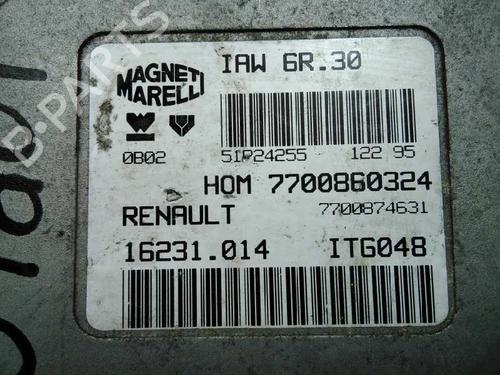 MAGNETI MARELLI
IAW 6R.30
0B02 51P24255 122 95
HOM 7700860324
RENAULT 7700874631
16231.014 ITG048
B-Parts